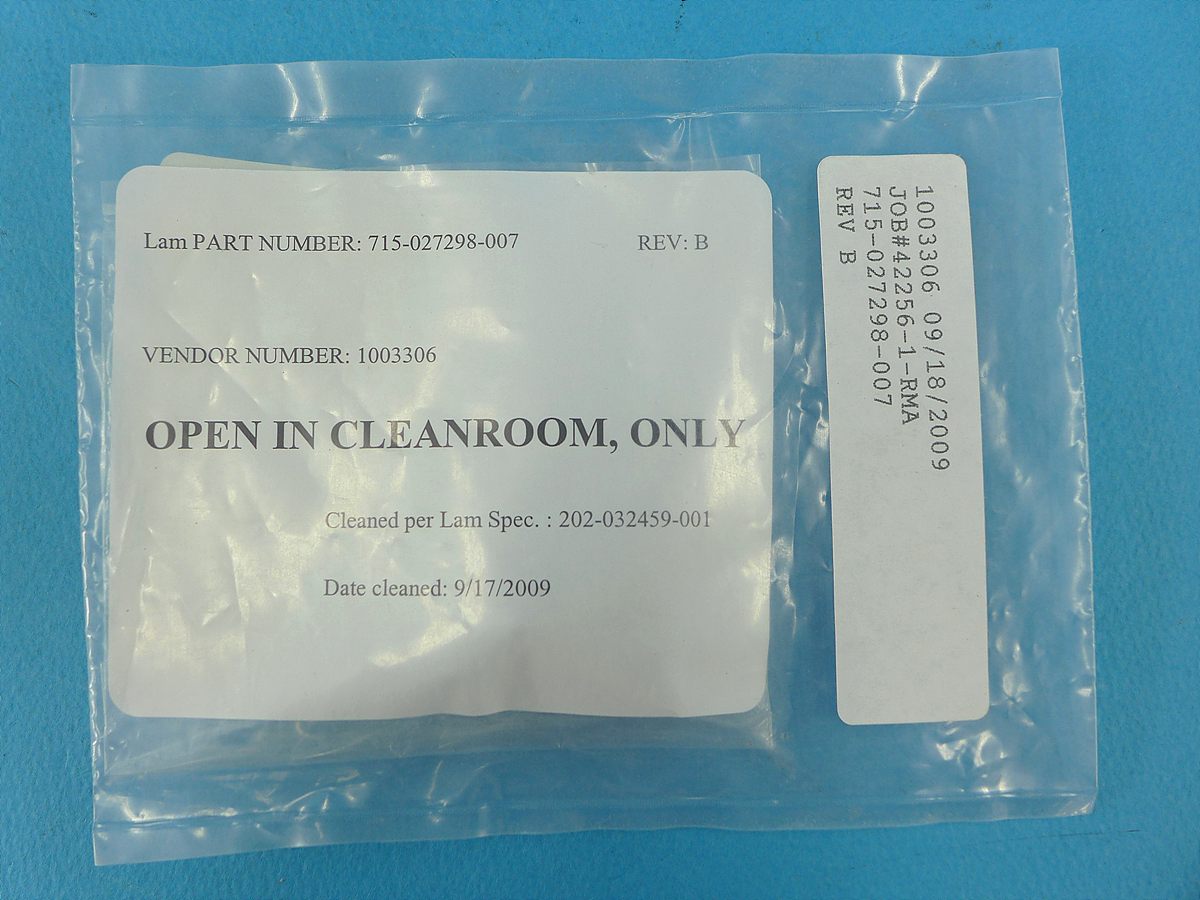 Lam PART NUMBER: 715-027298-007 REV: B
VENDOR NUMBER: 1003306
OPEN IN CLEANROOM, ONLY
Cleaned per Lam Spec. : 202-032459-001
Date cleaned: 9/17/2009
1003306 09/18/2009
JOB#42256-1-RMA
715-027298-007
REV B